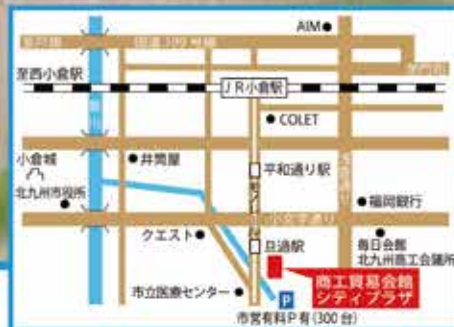 AIM
国道199号線
至西小倉駅
JR小倉駅
COLET
小倉城
井筒屋
平和通り駅
北九州市役所
福岡銀行
小文字通り
クエスト
旦過駅
毎日会館
北九州商工会議所
商工貿易会館
シティプラザ
市立医療センター
P
市営有料P有(300台)